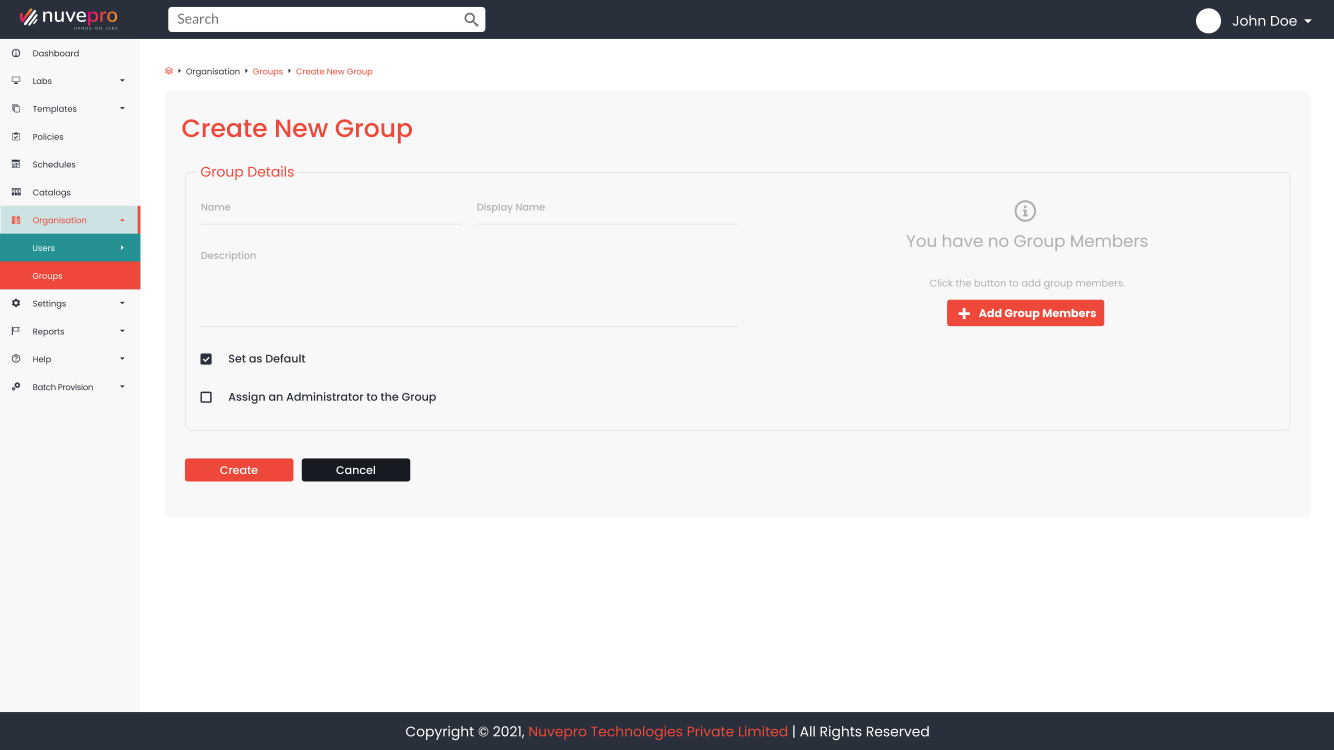 nuvepro
HANDS-ON LABS
Search
John Doe
Dashboard
Labs
Templates
Policies
Schedules
Catalogs
Organisation
Users
Groups
Settings
Reports
Help
Batch Provision
Organisation Groups Create New Group
Create New Group
Group Details
Name Display Name
Description
Set as Default
Assign an Administrator to the Group
You have no Group Members
Click the button to add group members.
Add Group Members
Create Cancel
Copyright © 2021, Nuvepro Technologies Private Limited | All Rights Reserved